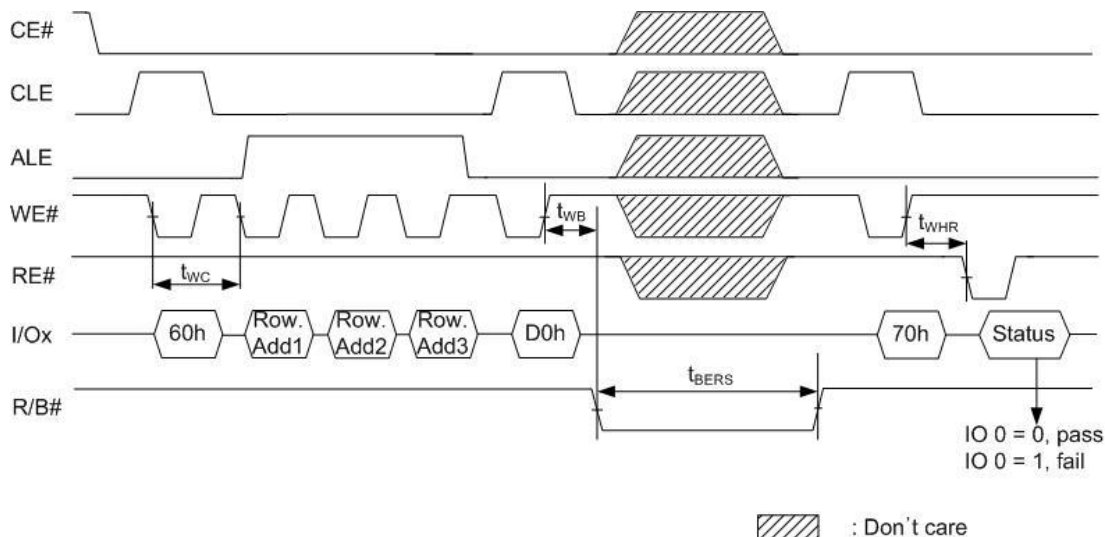 CE#
CLE
ALE
WE#
tWB
tWHR
tWC
RE#
I/Ox
60h
Row. Add1
Row. Add2
Row. Add3
D0h
70h
Status
tBERS
R/B#
IO 0 = 0, pass
IO 0 = 1, fail
: Don´t care